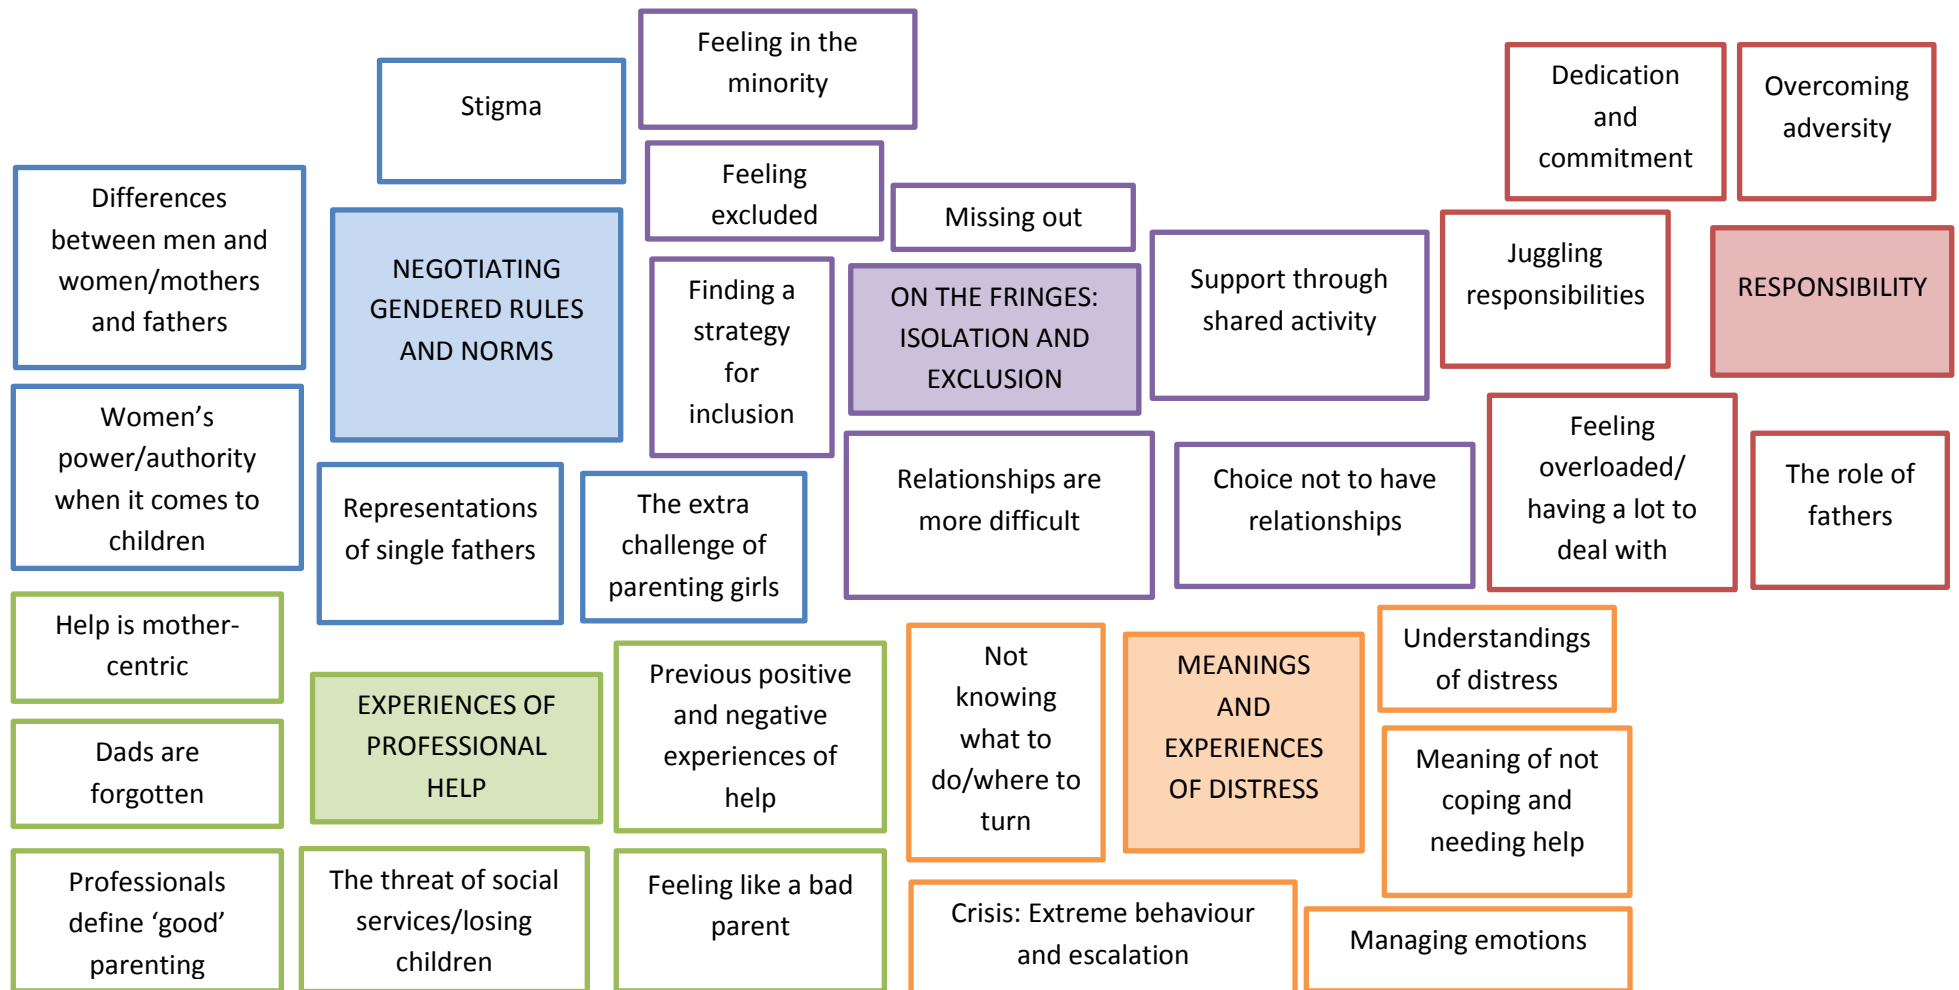 Feeling in the
minority
Stigma
Dedication
and
commitment
Overcoming
adversity
Differences
between men and
women/mothers
and fathers
Feeling
excluded
Missing out
NEGOTIATING
GENDERED RULES
AND NORMS
Finding a
strategy
for
inclusion
ON THE FRINGES:
ISOLATION AND
EXCLUSION
Support through
shared activity
Juggling
responsibilities
RESPONSIBILITY
Women’s
power/authority
when it comes to
children
Representations
of single fathers
The extra
challenge of
parenting girls
Relationships are
more difficult
Choice not to have
relationships
Feeling
overloaded/
having a lot to
deal with
The role of
fathers
Help is mother-
centric
EXPERIENCES OF
PROFESSIONAL
HELP
Previous positive
and negative
experiences of
help
Not
knowing
what to
do/where to
turn
MEANINGS
AND
EXPERIENCES
OF DISTRESS
Understandings
of distress
Dads are
forgotten
Meaning of not
coping and
needing help
Professionals
define ‘good’
parenting
The threat of social
services/losing
children
Feeling like a bad
parent
Crisis: Extreme behaviour
and escalation
Managing emotions